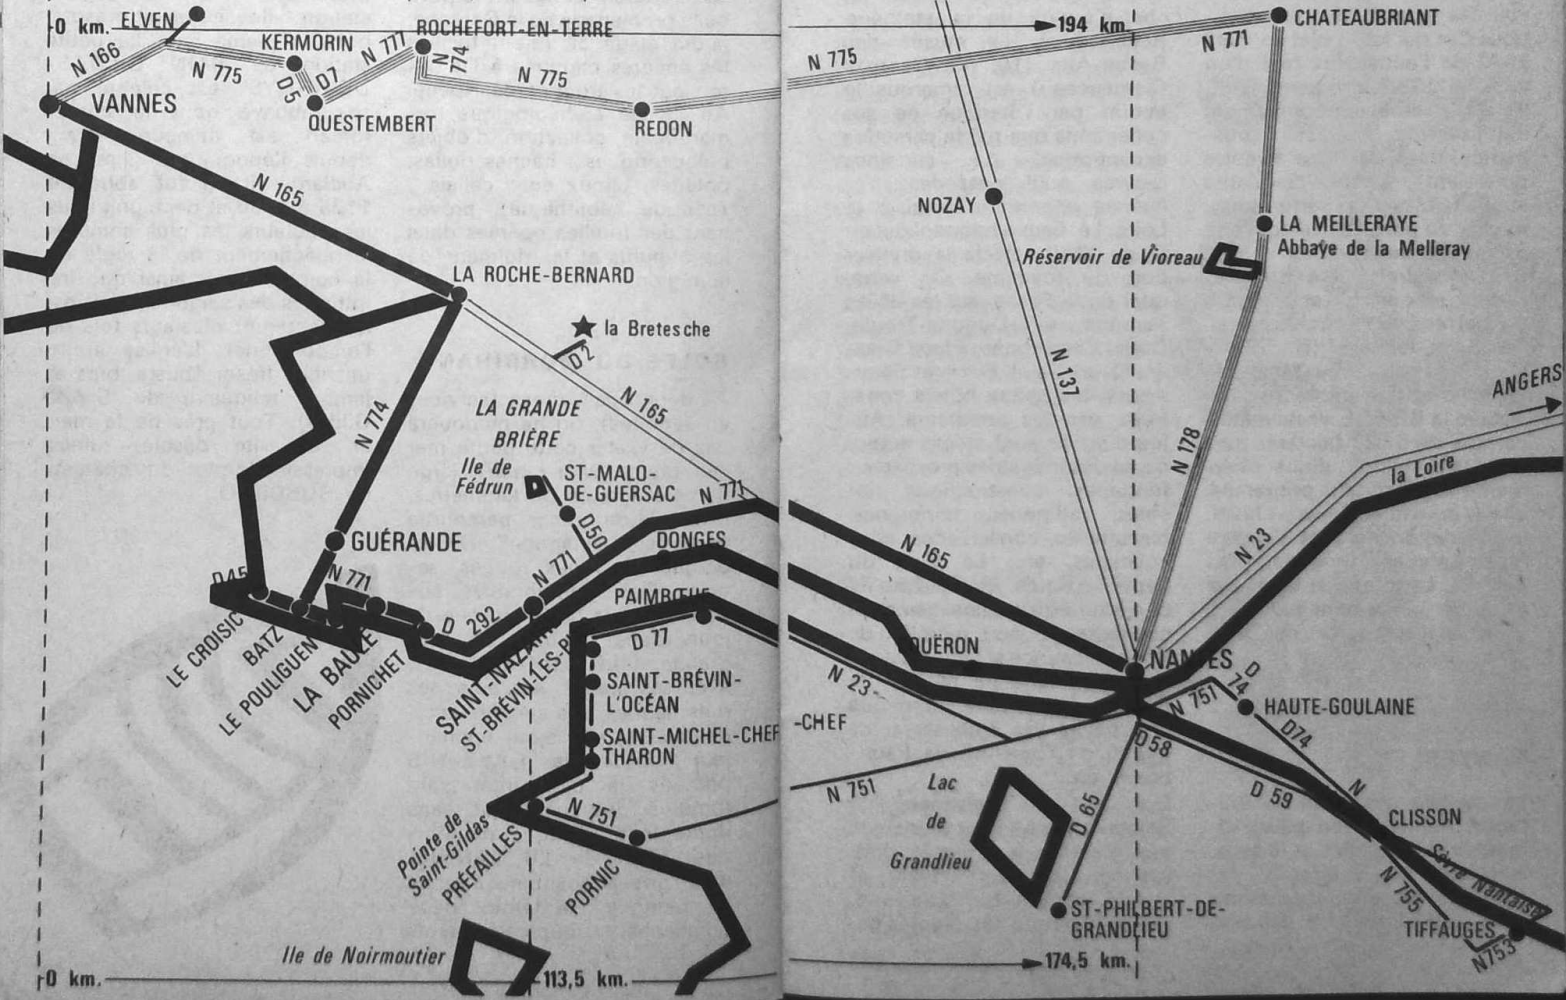 0 km.
ELVEN
N 166
KERMORIN
N 777
ROCHEFORT-EN-TERRE
N 775
D5
D7
N 774
N 775
VANNES
QUESTEMBERT
REDON
194 km.
N 775
N 771
CHATEAUBRIANT
N 165
NOZAY
LA MEILLERAYE
Abbaye de la Melleray
Réservoir de Vioreau
LA ROCHE-BERNARD
la Bretesche
D2
N 137
N 165
ANGERS
LA GRANDE
BRIÈRE
N 774
N 178
Ile de
Fédrun
ST-MALO-
DE-GUERSAC
la Loire
N 771
D50
GUÉRANDE
DONGES
N 165
N 23
D45
N 771
N 771
PAIMBŒUF
D 292
D 77
COUËRON
NANTES
LE CROISIC
BATZ
LE POULIGUEN
LA BAULE
PORNICHET
SAINT-NAZAIRE
ST-BRÉVIN-LES-PI
SAINT-BRÉVIN-
L'OCÉAN
N 23
N 751
D 74
HAUTE-GOULAINE
SAINT-MICHEL-CHEF
-CHEF
THARON
D58
D74
N 751
N 751
Lac
de
Grandlieu
D 65
D 59
N
CLISSON
Pointe de
Saint-Gildas
PRÉFAILLES
PORNIC
Sèvre Nantaise
N 755
ST-PHILBERT-DE-
GRANDLIEU
TIFFAUGES
N753
Ile de Noirmoutier
0 km.
113,5 km.
174,5 km.